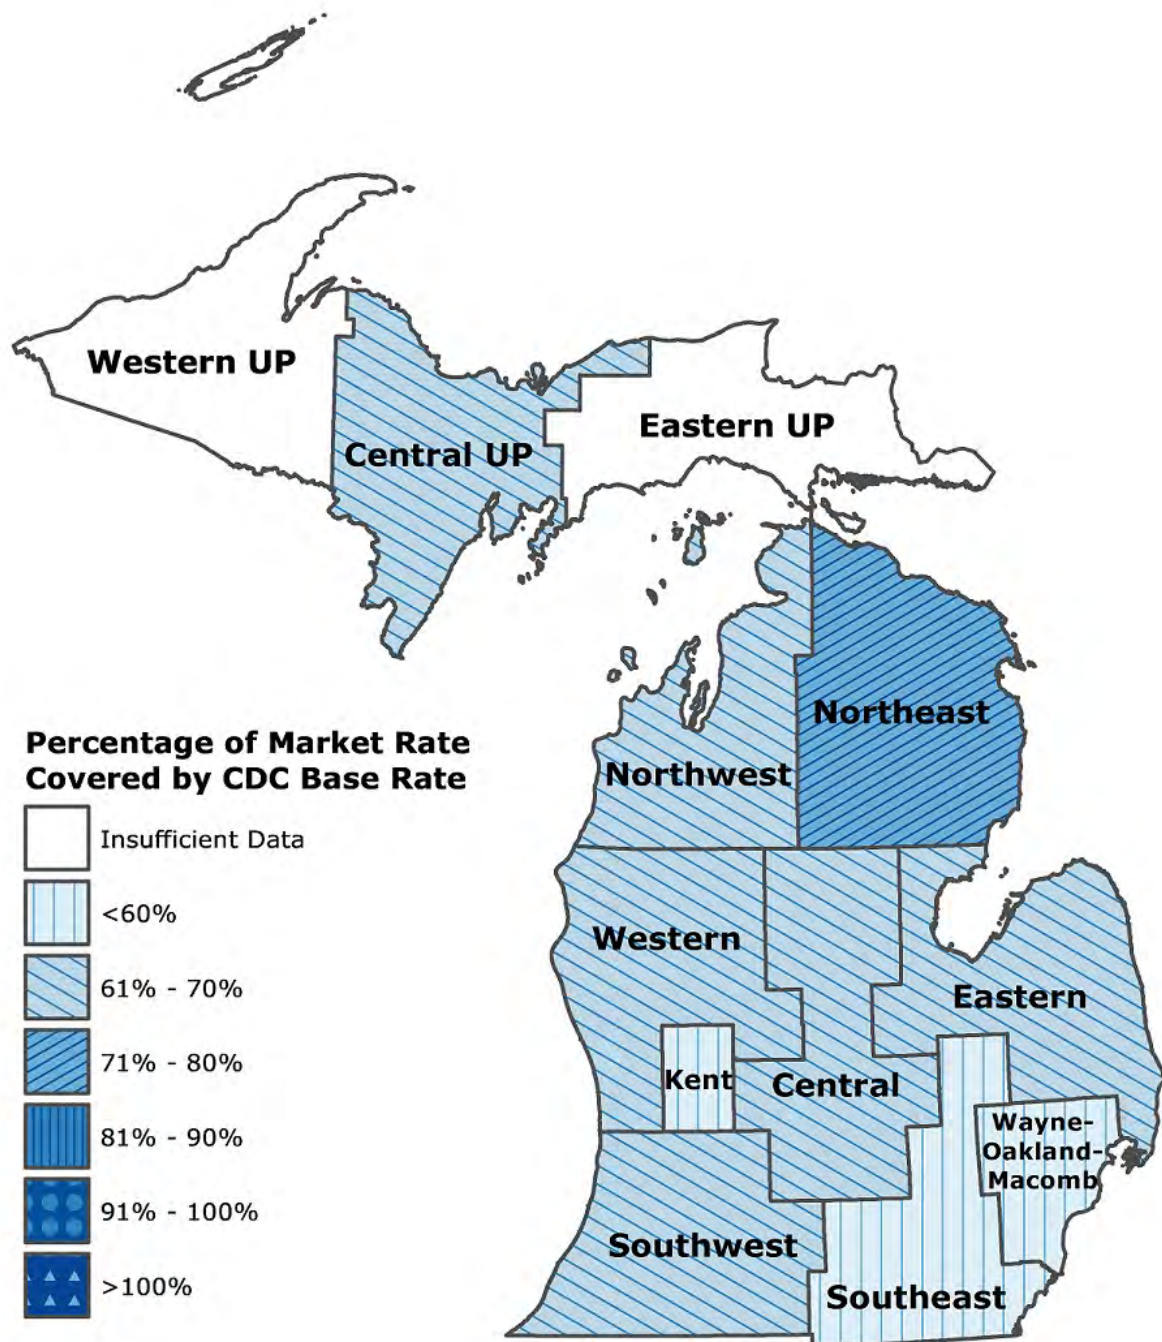 Western UP
Eastern UP
Central UP
Northeast
Percentage of Market Rate
Covered by CDC Base Rate
Northwest
Insufficient Data
<60%
Western
61% - 70%
Eastern
71% - 80%
Kent
Central
81% - 90%
Wayne-
Oakland-
Macomb
91% - 100%
Southwest
>100%
Southeast